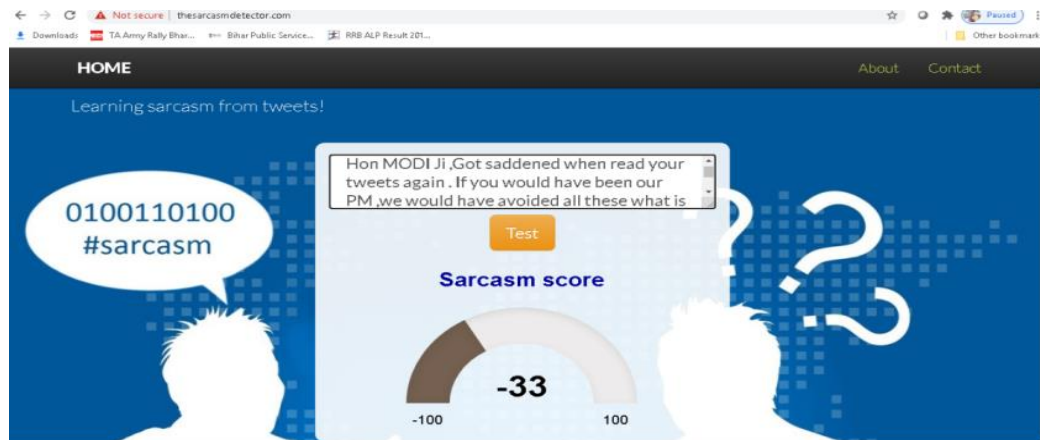 Not secure | thesarcasmdetector.com
Paused
Downloads TA Army Rally Bhar... Bihar Public Service... RRB ALP Result 201... Other bookmark
HOME About Contact
Learning sarcasm from tweets!
Hon MODI Ji ,Got saddened when read your
tweets again . If you would have been our
PM ,we would have avoided all these what is
0100110100
#sarcasm
Test
Sarcasm score
-33
-100 100
? ? ?